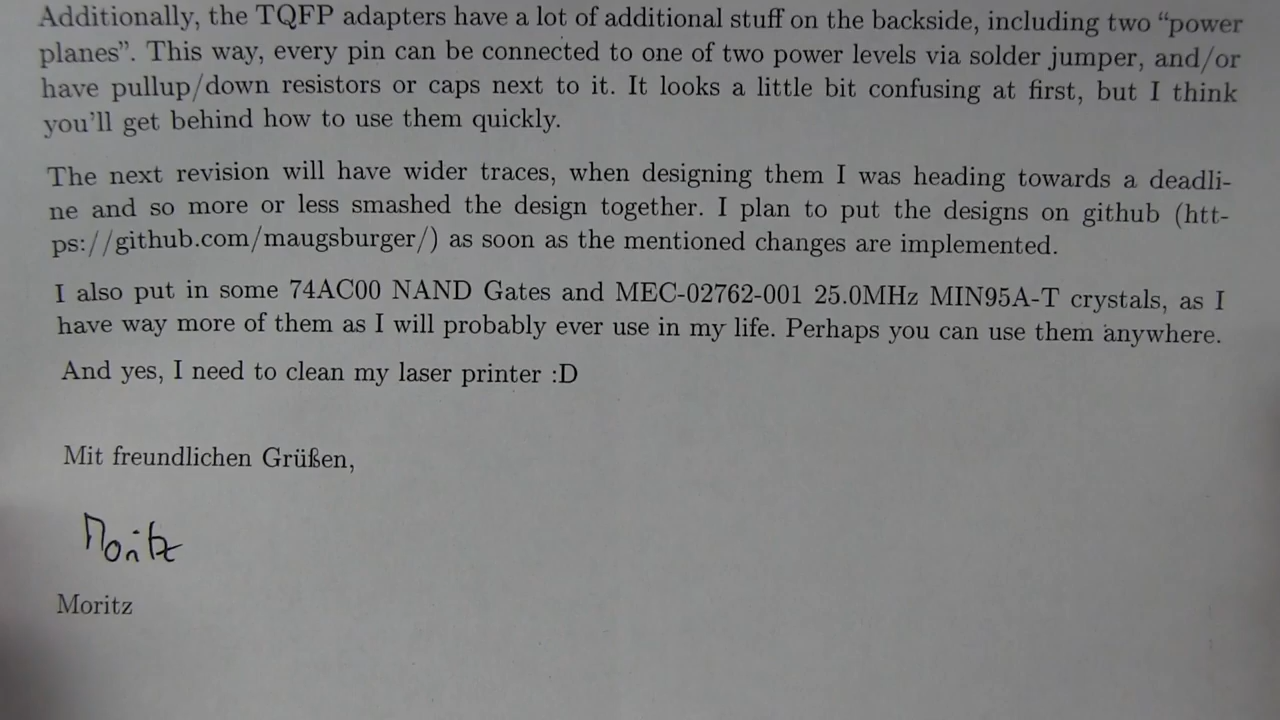 Additionally, the TQFP adapters have a lot of additional stuff on the backside, including two “power
planes”. This way, every pin can be connected to one of two power levels via solder jumper, and/or
have pullup/down resistors or caps next to it. It looks a little bit confusing at first, but I think
you’ll get behind how to use them quickly.
The next revision will have wider traces, when designing them I was heading towards a deadli-
ne and so more or less smashed the design together. I plan to put the designs on github (htt-
ps://github.com/maugsburger/) as soon as the mentioned changes are implemented.
I also put in some 74AC00 NAND Gates and MEC-02762-001 25.0MHz MIN95A-T crystals, as I
have way more of them as I will probably ever use in my life. Perhaps you can use them anywhere.
And yes, I need to clean my laser printer :D
Mit freundlichen Grüßen,
Moritz
Moritz